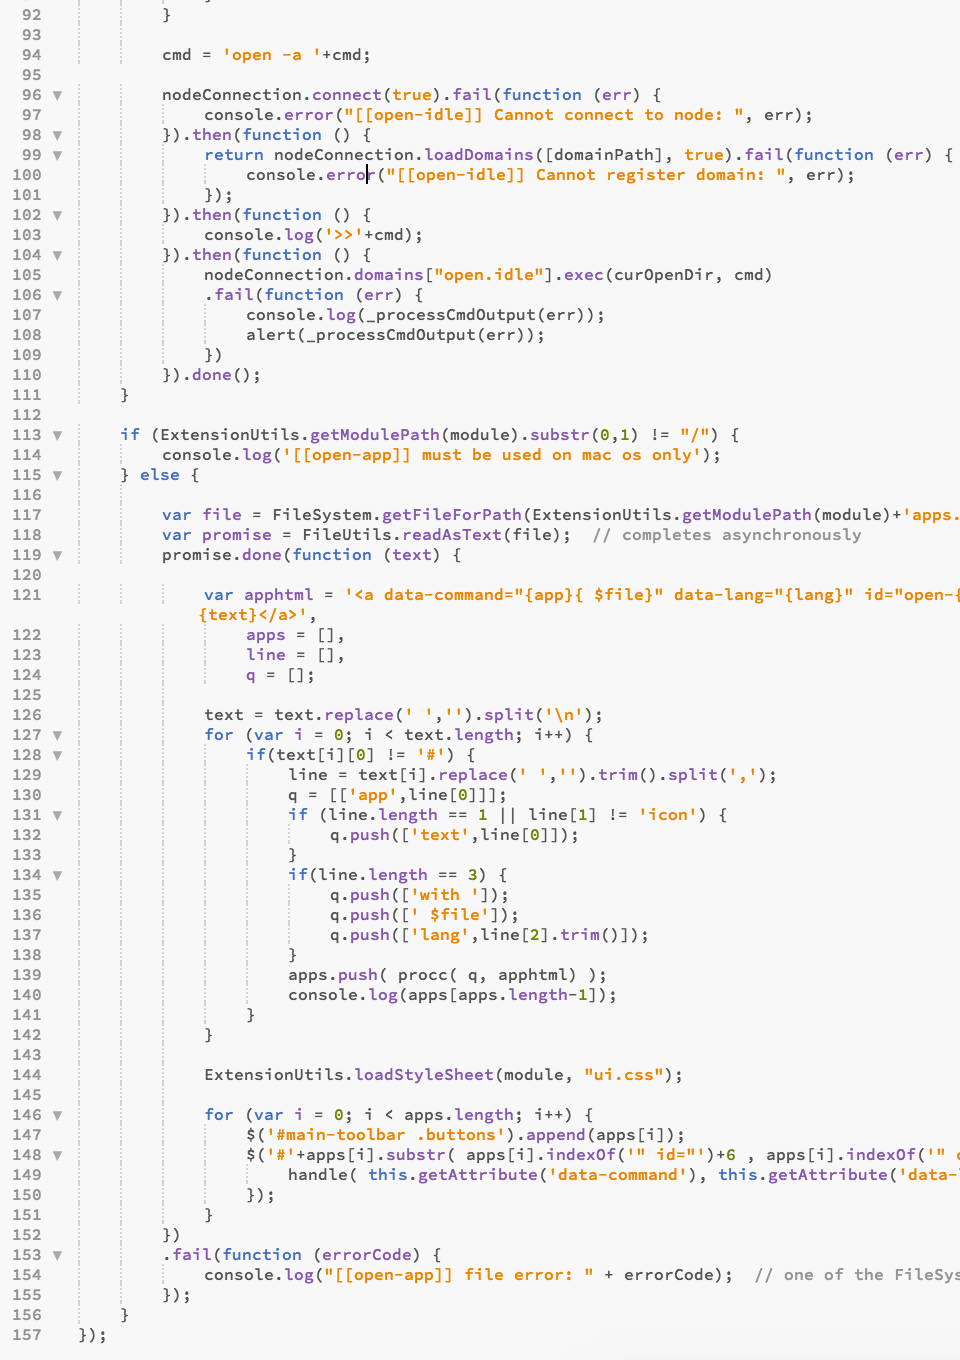 92 }
93
94 cmd = 'open -a '+cmd;
95
96 nodeConnection.connect(true).fail(function (err) {
97 console.error("[[open-idle]] Cannot connect to node: ", err);
98 }).then(function () {
99 return nodeConnection.loadDomains([domainPath], true).fail(function (err) {
100 console.error("[[open-idle]] Cannot register domain: ", err);
101 });
102 }).then(function () {
103 console.log('>>'+cmd);
104 }).then(function () {
105 nodeConnection.domains["open.idle"].exec(curOpenDir, cmd)
106 .fail(function (err) {
107 console.log(_processCmdOutput(err));
108 alert(_processCmdOutput(err));
109 })
110 }).done();
111 }
112
113 if (ExtensionUtils.getModulePath(module).substr(0,1) != "/") {
114 console.log('[[open-app]] must be used on mac os only');
115 } else {
116
117 var file = FileSystem.getFileForPath(ExtensionUtils.getModulePath(module)+'apps.
118 var promise = FileUtils.readAsText(file);  // completes asynchronously
119 promise.done(function (text) {
120
121 var apphtml = '<a data-command="{app}{ $file}" data-lang="{lang}" id="open-{
{text}</a>',
122 apps = [],
123 line = [],
124 q = [];
125
126 text = text.replace(' ','').split('\n');
127 for (var i = 0; i < text.length; i++) {
128 if(text[i][0] != '#') {
129 line = text[i].replace(' ','').trim().split(',');
130 q = [['app',line[0]]];
131 if (line.length == 1 || line[1] != 'icon') {
132 q.push(['text',line[0]]);
133 }
134 if(line.length == 3) {
135 q.push(['with ']);
136 q.push([' $file']);
137 q.push(['lang',line[2].trim()]);
138 }
139 apps.push( procc( q, apphtml) );
140 console.log(apps[apps.length-1]);
141 }
142 }
143
144 ExtensionUtils.loadStyleSheet(module, "ui.css");
145
146 for (var i = 0; i < apps.length; i++) {
147 $('#main-toolbar .buttons').append(apps[i]);
148 $('#'+apps[i].substr( apps[i].indexOf('" id="')+6 , apps[i].indexOf('" c
149 handle( this.getAttribute('data-command'), this.getAttribute('data-l
150 });
151 }
152 })
153 .fail(function (errorCode) {
154 console.log("[[open-app]] file error: " + errorCode);  // one of the FileSys
155 });
156 }
157 });